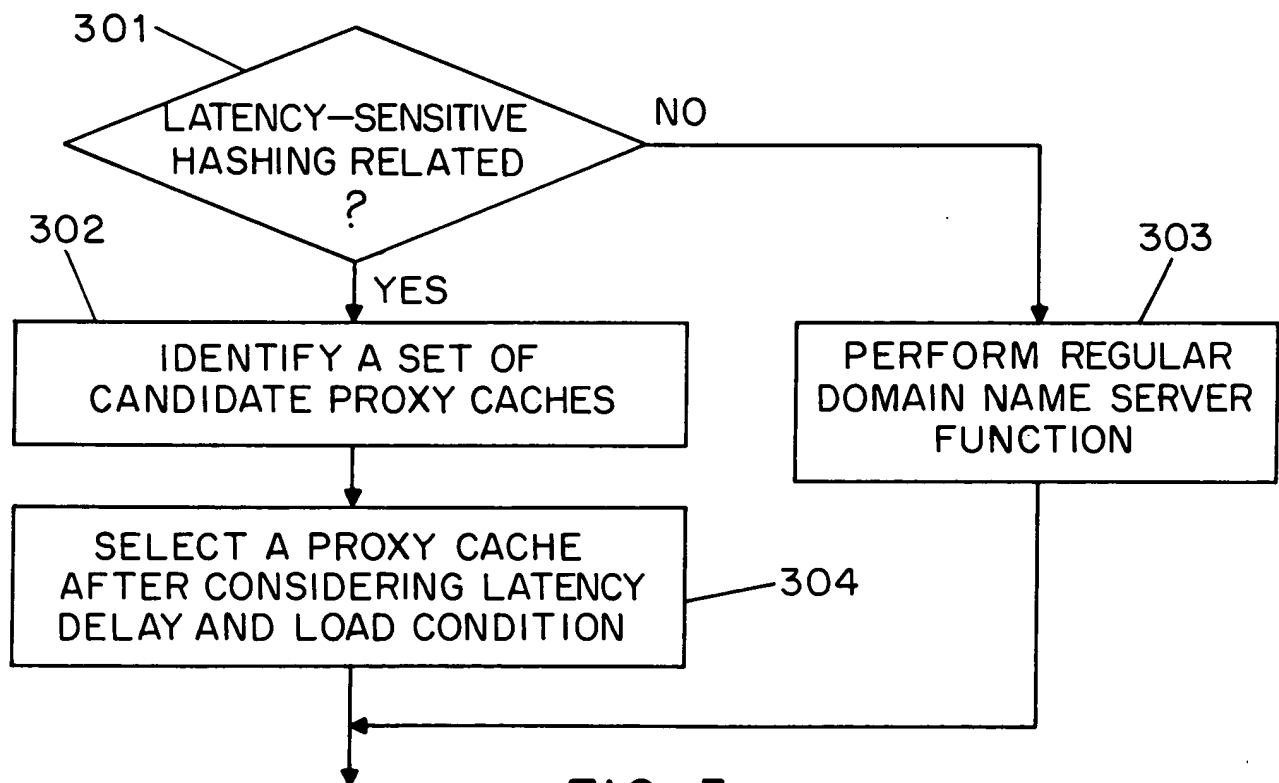 301
LATENCY–SENSITIVE
HASHING RELATED
?
NO
302
YES
303
IDENTIFY A SET OF
CANDIDATE PROXY CACHES
PERFORM REGULAR
DOMAIN NAME SERVER
FUNCTION
SELECT A PROXY CACHE
AFTER CONSIDERING LATENCY
DELAY AND LOAD CONDITION
304